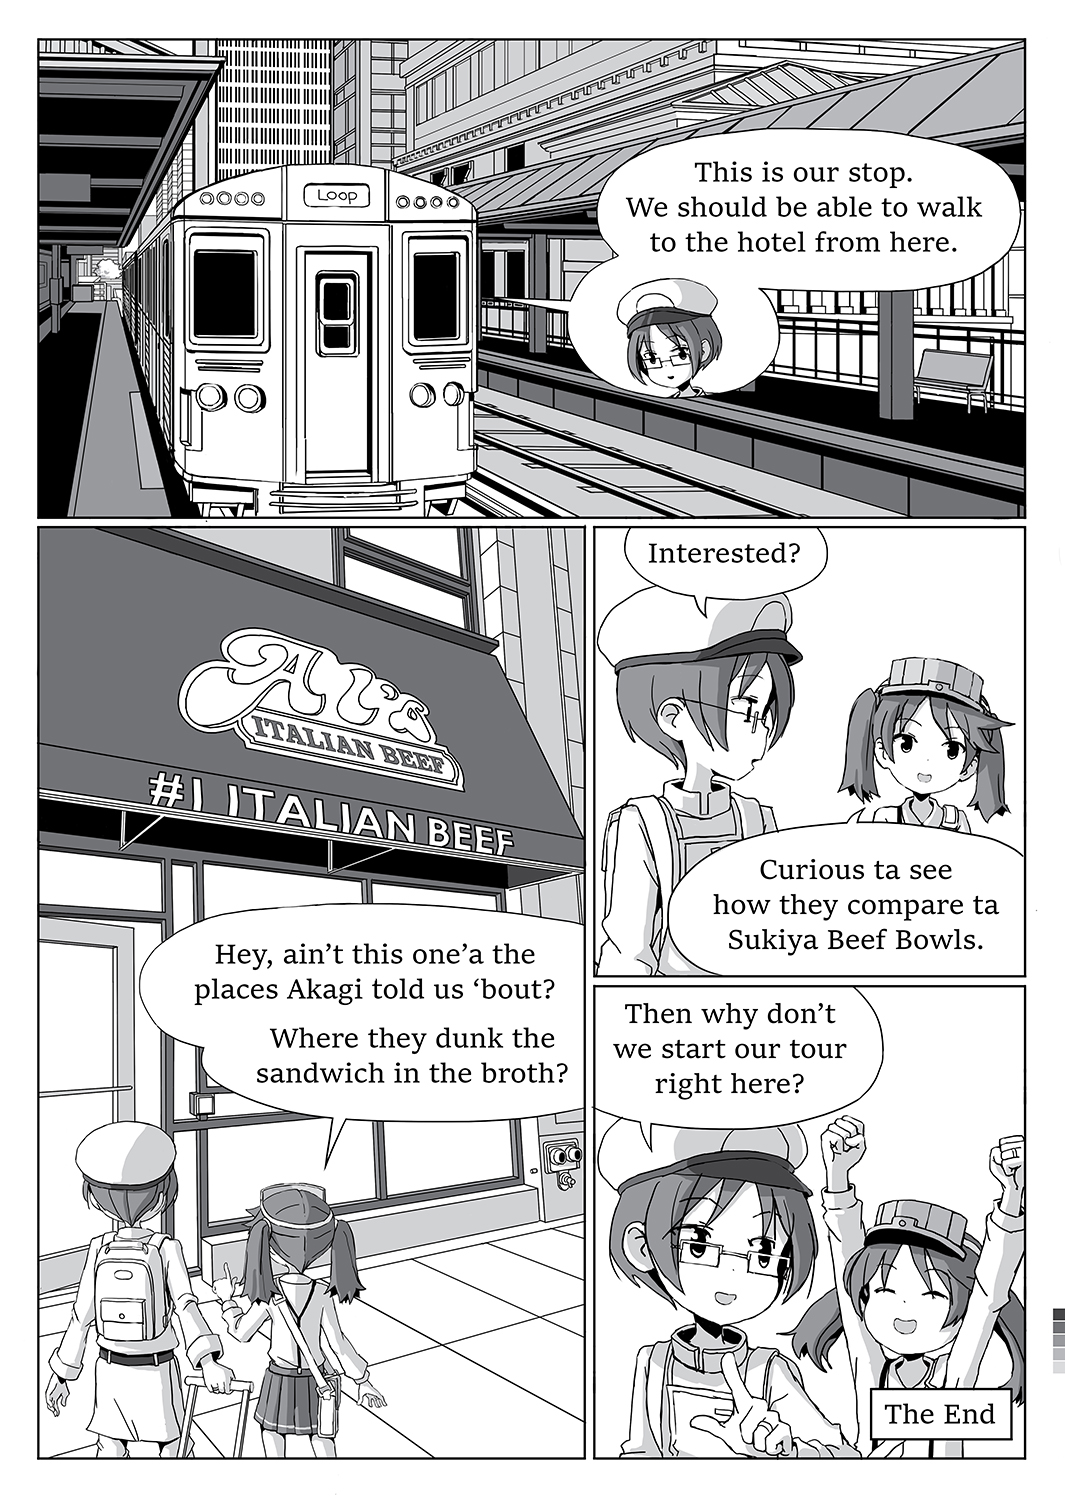 Loop
This is our stop.
We should be able to walk
to the hotel from here.
Al's
ITALIAN BEEF
#1 ITALIAN BEEF
Hey, ain’t this one’a the
places Akagi told us ‘bout?
Where they dunk the
sandwich in the broth?
Interested?
Curious ta see
how they compare ta
Sukiya Beef Bowls.
Then why don’t
we start our tour
right here?
The End